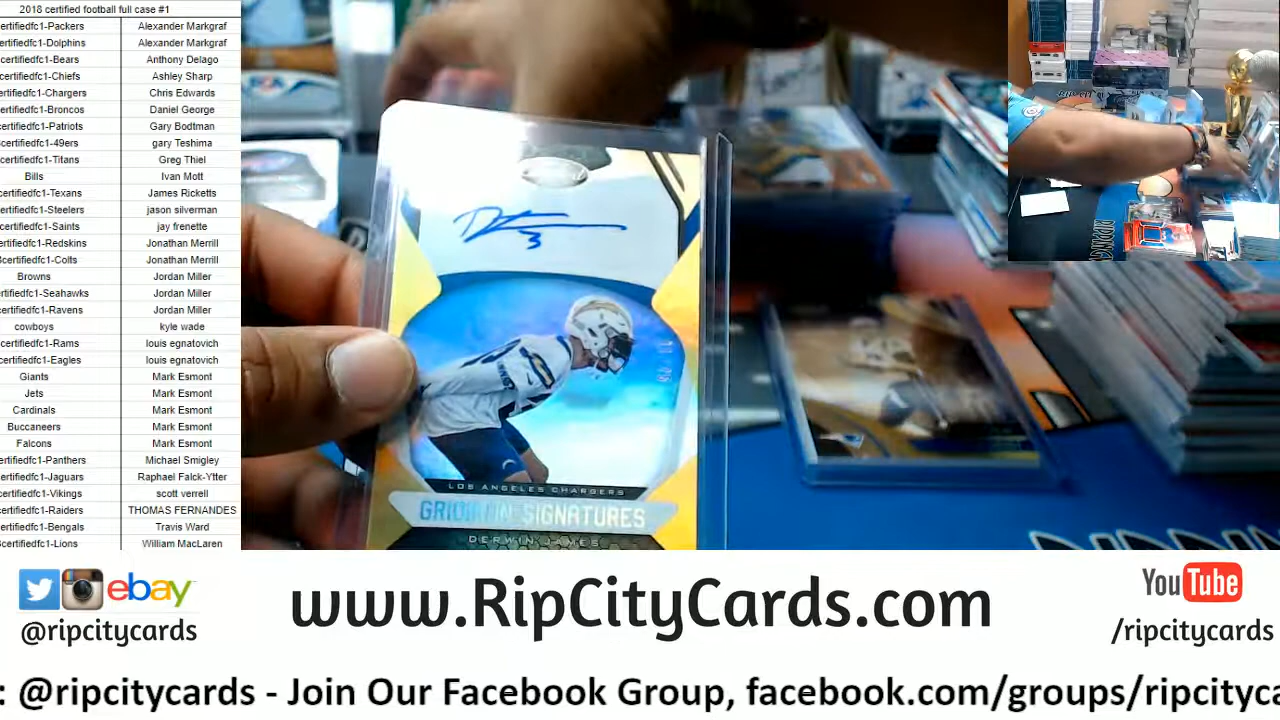 2018 certified football full case #1
ertifiedfc1-Packers Alexander Markgraf
ertifiedfc1-Dolphins Alexander Markgraf
certifiedfc1-Bears Anthony Delago
certifiedfc1-Chiefs Ashley Sharp
certifiedfc1-Chargers Chris Edwards
certifiedfc1-Broncos Daniel George
certifiedfc1-Patriots Gary Bodtman
certifiedfc1-49ers gary Teshima
certifiedfc1-Titans Greg Thiel
Bills Ivan Mott
certifiedfc1-Texans James Ricketts
certifiedfc1-Steelers jason silverman
certifiedfc1-Saints jay frenette
certifiedfc1-Redskins Jonathan Merrill
certifiedfc1-Colts Jonathan Merrill
Browns Jordan Miller
rtifiedfc1-Seahawks Jordan Miller
certifiedfc1-Ravens Jordan Miller
cowboys kyle wade
certifiedfc1-Rams louis egnatovich
certifiedfc1-Eagles louis egnatovich
Giants Mark Esmont
Jets Mark Esmont
Cardinals Mark Esmont
Buccaneers Mark Esmont
Falcons Mark Esmont
ertifiedfc1-Panthers Michael Smigley
ertifiedfc1-Jaguars Raphael Falck-Ytter
certifiedfc1-Vikings scott verrell
certifiedfc1-Raiders THOMAS FERNANDES
ertifiedfc1-Bengals Travis Ward
8certifiedfc1-Lions William MacLaren
3
LOS ANGELES CHARGERS
GRIDIRON SIGNATURES
DERWIN JAMES
RIPPING
ebay
@ripcitycards
www.RipCityCards.com
YouTube
/ripcitycards
: @ripcitycards - Join Our Facebook Group, facebook.com/groups/ripcityca